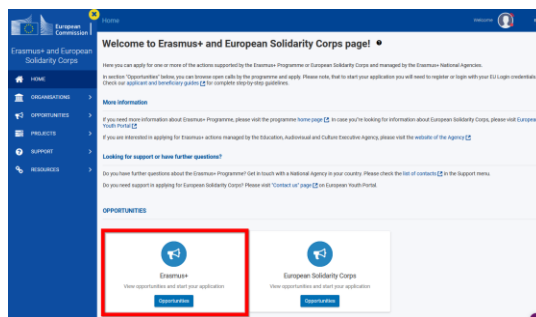 European
Commission
Home
Welcome
Erasmus+ and European
Solidarity Corps
HOME
ORGANISATIONS
OPPORTUNITIES
PROJECTS
SUPPORT
RESOURCES
Welcome to Erasmus+ and European Solidarity Corps page!
Here you can apply for one or more of the actions supported by the Erasmus+ Programme or European Solidarity Corps and managed by the Erasmus+ National Agencies.
In section "Opportunities" below, you can browse open calls by the programme and apply. Please note, that to start your application you will need to register or login with your EU Login credentials.
Check our applicant and beneficiary guides for complete step-by-step guidelines.
More information
If you need more information about Erasmus+ Programme, please visit the programme home page. In case you're looking for information about European Solidarity Corps, please visit European
Youth Portal
If you are interested in applying for Erasmus+ actions managed by the Education, Audiovisual and Culture Executive Agency, please visit the website of the Agency
Looking for support or have further questions?
Do you have further questions about the Erasmus+ Programme? Get in touch with a National Agency in your country. Please check the list of contacts in the Support menu.
Do you need support in applying for European Solidarity Corps? Please visit "Contact us" page on European Youth Portal.
OPPORTUNITIES
Erasmus+
View opportunities and start your application
Opportunities
European Solidarity Corps
View opportunities and start your application
Opportunities